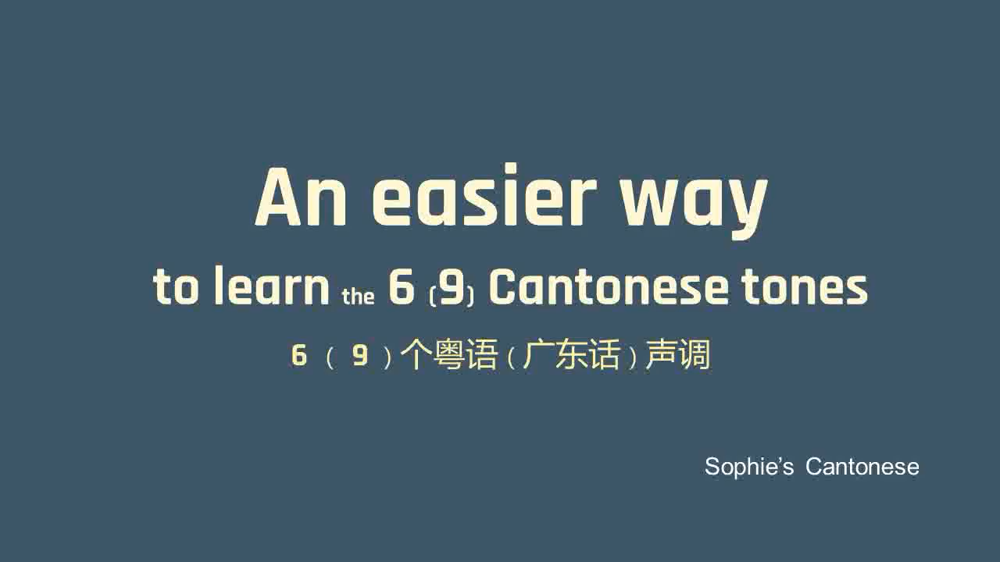 An easier way
to learn the 6 (9) Cantonese tones
6（9）个粤语（广东话）声调
Sophie’s Cantonese